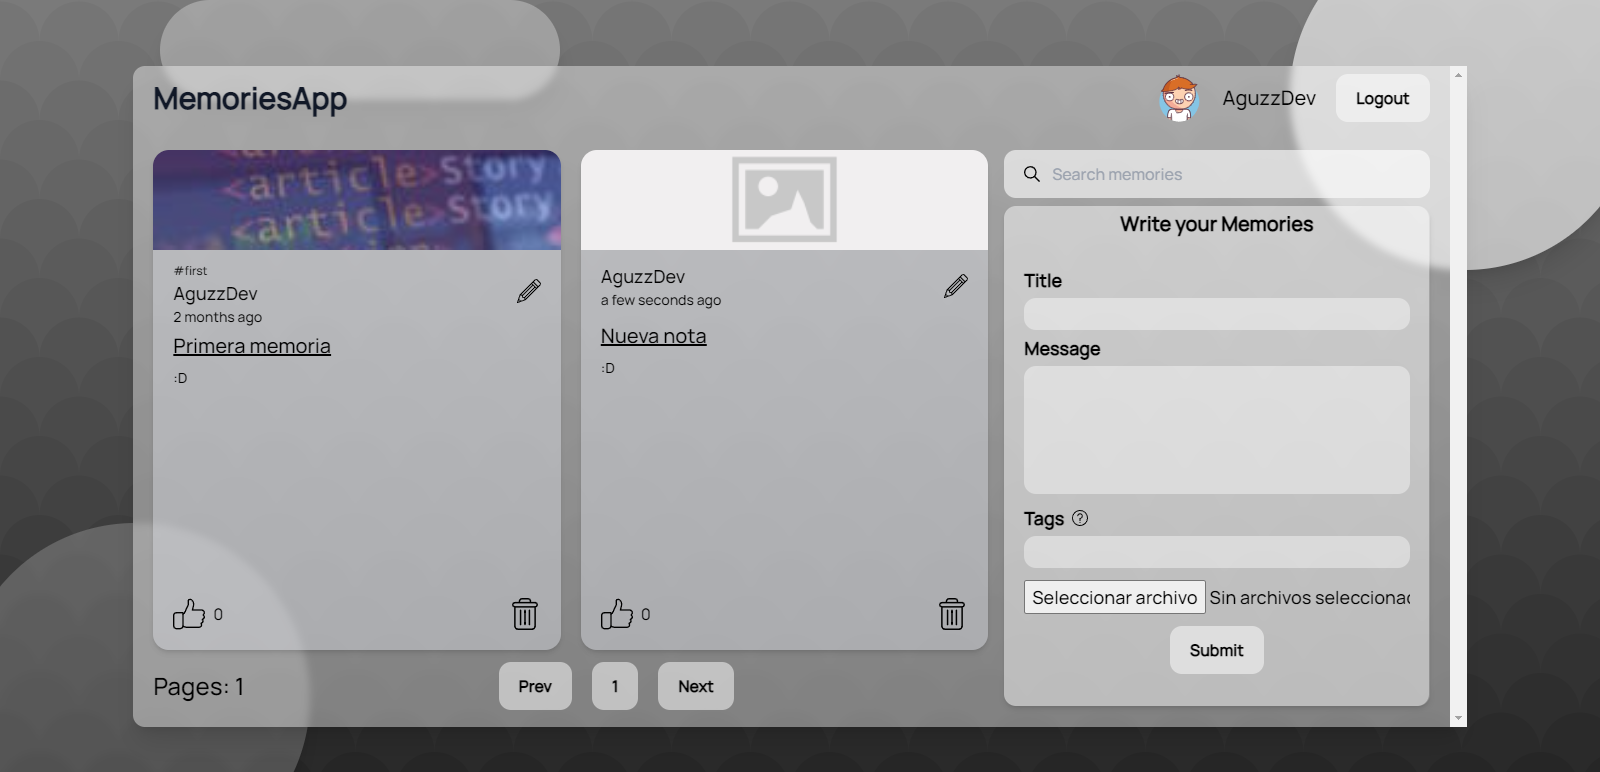 MemoriesApp
AguzzDev
Logout
<article>Story
<article>Story
#first
AguzzDev
2 months ago
Primera memoria
:D
0
AguzzDev
a few seconds ago
Nueva nota
:D
0
Search memories
Write your Memories
Title
Message
Tags ?
Seleccionar archivo Sin archivos seleccionad
Submit
Pages: 1
Prev
1
Next